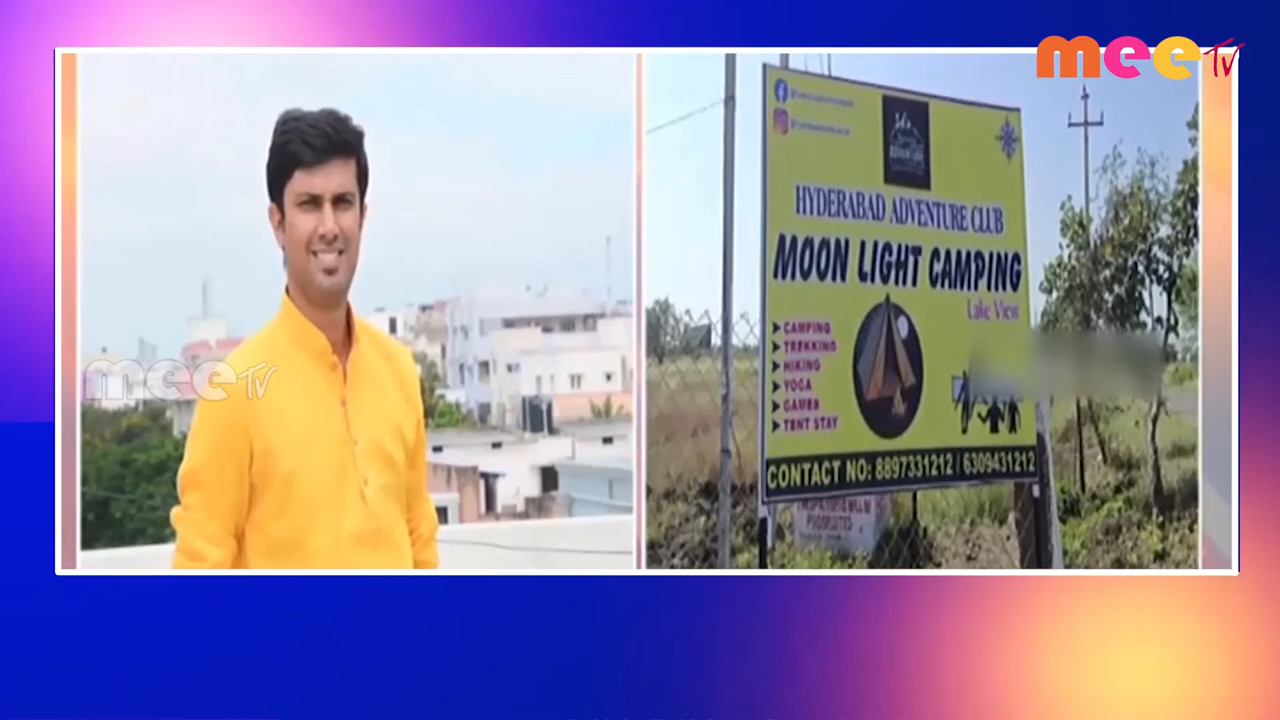 mee TV
mee TV
ADVENTURE
HYDERABAD ADVENTURE CLUB
MOON LIGHT CAMPING
Lake View
CAMPING
TREKKING
HIKING
YOGA
GAMES
TENT STAY
CONTACT NO: 8897331212 / 6309431212